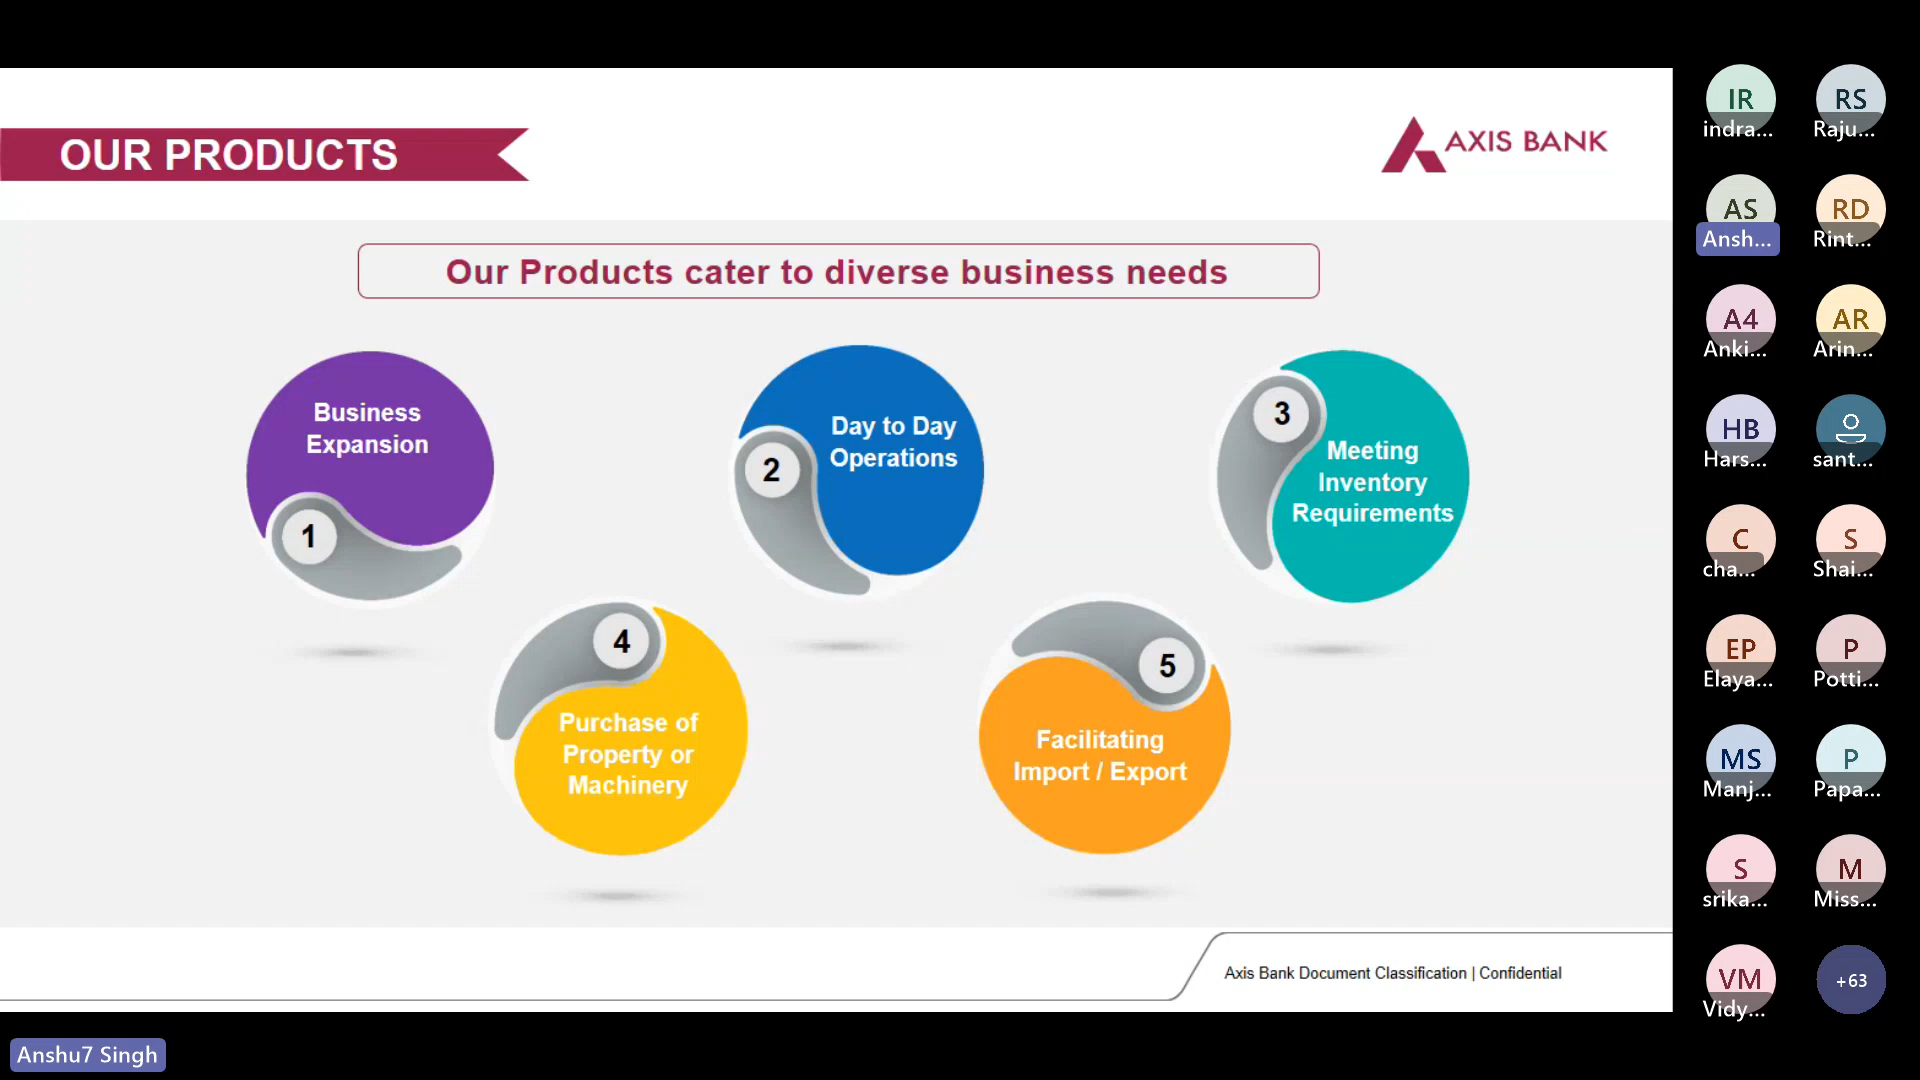 OUR PRODUCTS
AXIS BANK
Our Products cater to diverse business needs
Business
Expansion
1
Day to Day
Operations
2
3
Meeting
Inventory
Requirements
4
Purchase of
Property or
Machinery
5
Facilitating
Import / Export
Axis Bank Document Classification | Confidential
Anshu7 Singh
IR
indra...
RS
Raju...
AS
Ansh...
RD
Rint...
A4
Anki...
AR
Arin...
HB
Hars...
sant...
C
cha...
S
Shai...
EP
Elaya...
P
Potti...
MS
Manj...
P
Papa...
S
srika...
M
Miss...
VM
Vidy...
+63